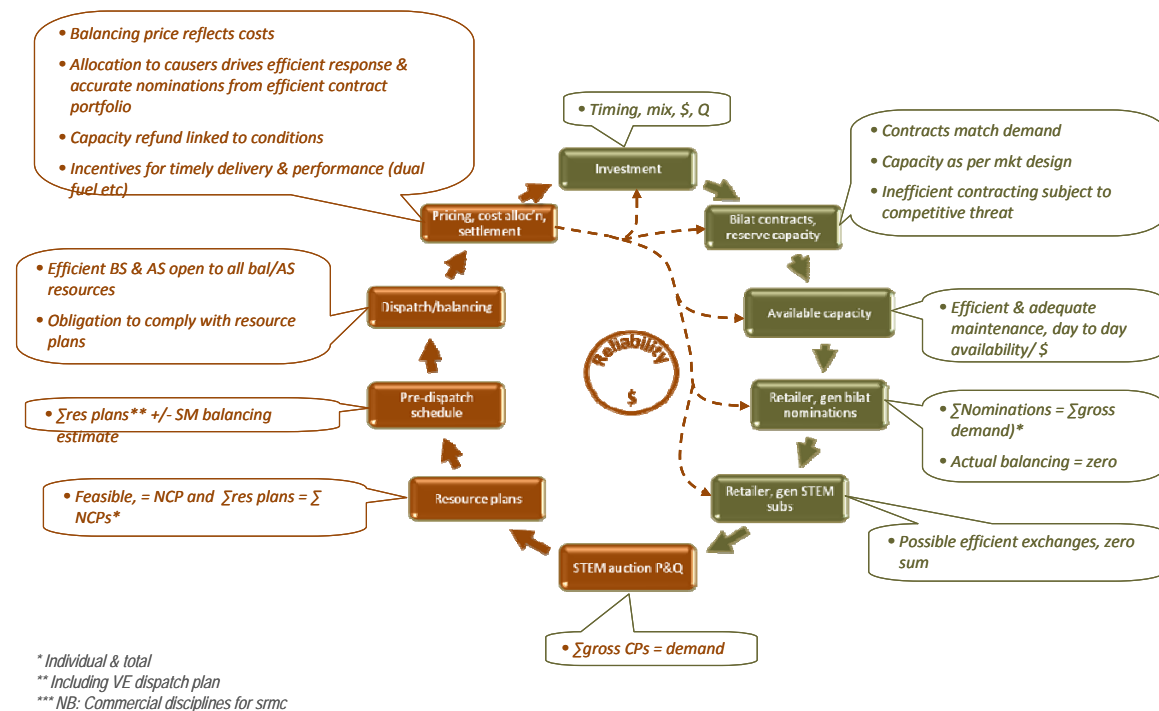 • Balancing price reflects costs
• Allocation to causers drives efficient response &
accurate nominations from efficient contract
portfolio
• Capacity refund linked to conditions
• Incentives for timely delivery & performance (dual
fuel etc)
• Timing, mix, $, Q
• Contracts match demand
• Capacity as per mkt design
• Inefficient contracting subject to
competitive threat
Investment
Pricing, cost alloc'n,
settlement
Bilat contracts,
reserve capacity
• Efficient BS & AS open to all bal/AS
resources
• Obligation to comply with resource
plans
Dispatch/balancing
Available capacity
• Efficient & adequate
maintenance, day to day
availability/ $
Reliability
$
• ∑res plans** +/- SM balancing
estimate
Pre-dispatch
schedule
Retailer, gen bilat
nominations
• ∑Nominations = ∑gross
demand)*
• Actual balancing = zero
• Feasible, = NCP and ∑res plans = ∑
NCPs*
Resource plans
Retailer, gen STEM
subs
• Possible efficient exchanges, zero
sum
STEM auction P&Q
• ∑gross CPs = demand
* Individual & total
** Including VE dispatch plan
*** NB: Commercial disciplines for srmc